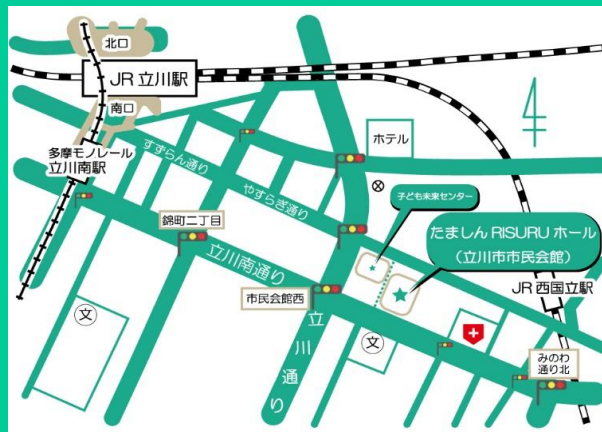 北口
JR 立川駅
南口
多摩モノレール
立川南駅
すずらん通り
ホテル
やすらぎ通り
子ども未来センター
錦町二丁目
立川南通り
たましん RISURU ホール
(立川市市民会館)
市民会館西
JR 西国立駅
立川通り
文
文
みのわ
通り北